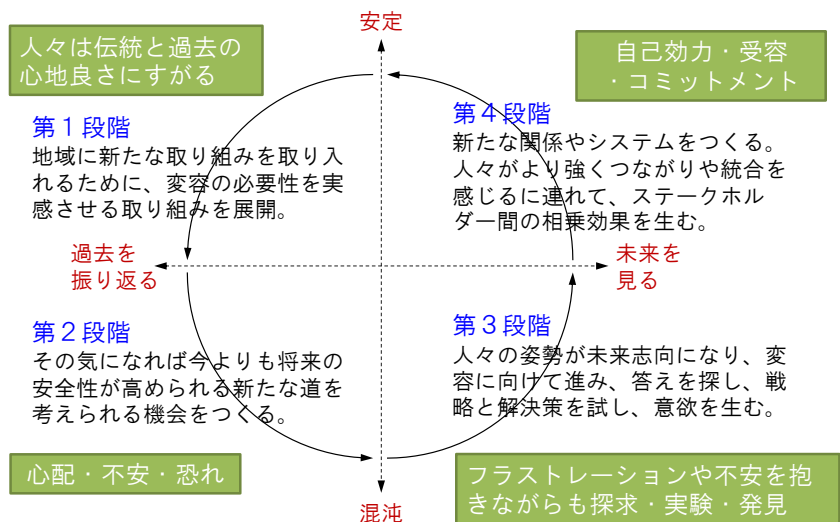 安定
人々は伝統と過去の
心地良さにすがる
自己効力・受容
・コミットメント
第１段階
地域に新たな取り組みを取り入
れるために、変容の必要性を実
感させる取り組みを展開。
第４段階
新たな関係やシステムをつくる。
人々がより強くつながりや統合を
感じるに連れて、ステークホル
ダー間の相乗効果を生む。
過去を
振り返る
未来を
見る
第２段階
その気になれば今よりも将来の
安全性が高められる新たな道を
考えられる機会をつくる。
第３段階
人々の姿勢が未来志向になり、変
容に向けて進み、答えを探し、戦
略と解決策を試し、意欲を生む。
心配・不安・恐れ
フラストレーションや不安を抱
きながらも探求・実験・発見
混沌